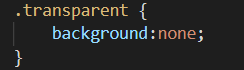 .transparent {
    background:none;
}